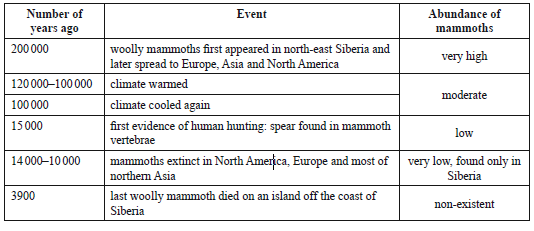 Number of years ago	Event	Abundance of mammoths
200 000	woolly mammoths first appeared in north-east Siberia and
later spread to Europe, Asia and North America	very high
120 000–100 000	climate warmed	moderate
100 000	climate cooled again
15 000	first evidence of human hunting: spear found in mammoth
vertebrae	low
14 000–10 000	mammoths extinct in North America, Europe and most of
northern Asia	very low, found only in
Siberia
3900	last woolly mammoth died on an island off the coast of
Siberia	non-existent